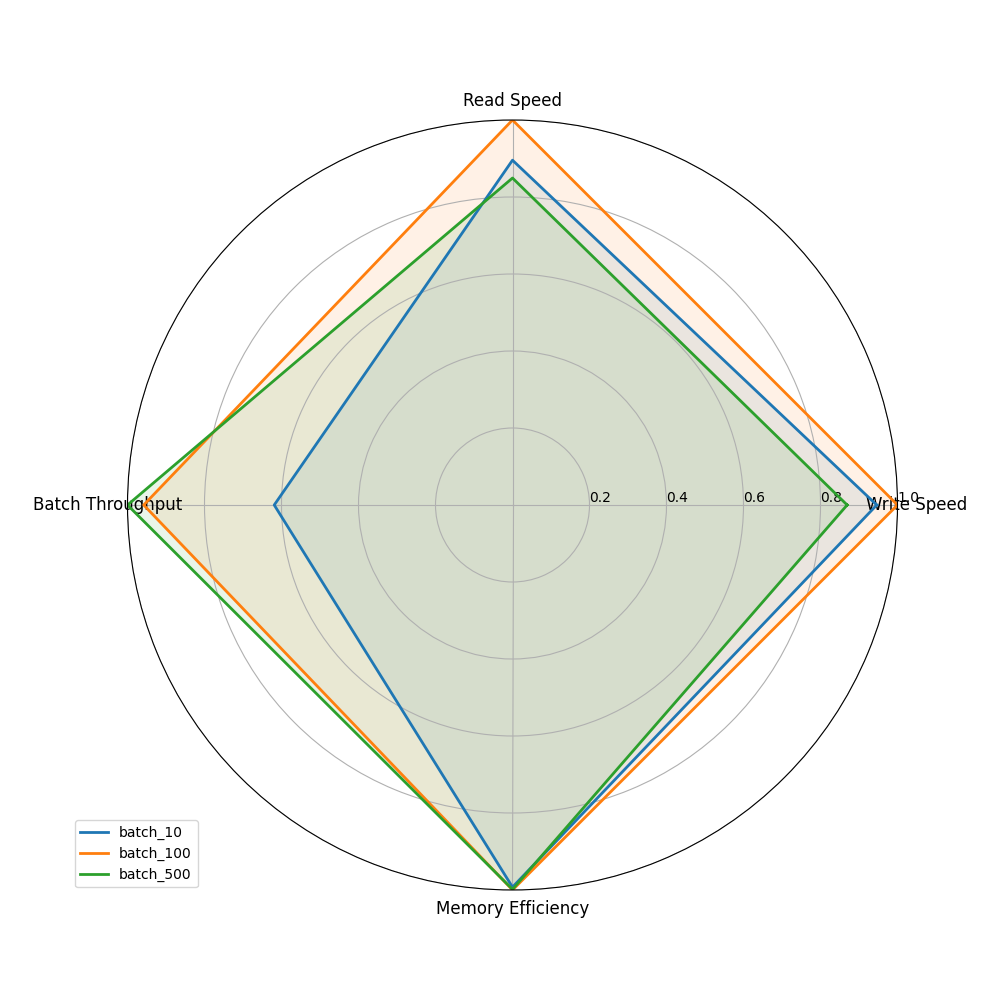 Read Speed
Batch Throughput
0.2
0.4
0.6
0.8
1.0
Write Speed
Memory Efficiency
batch_10
batch_100
batch_500